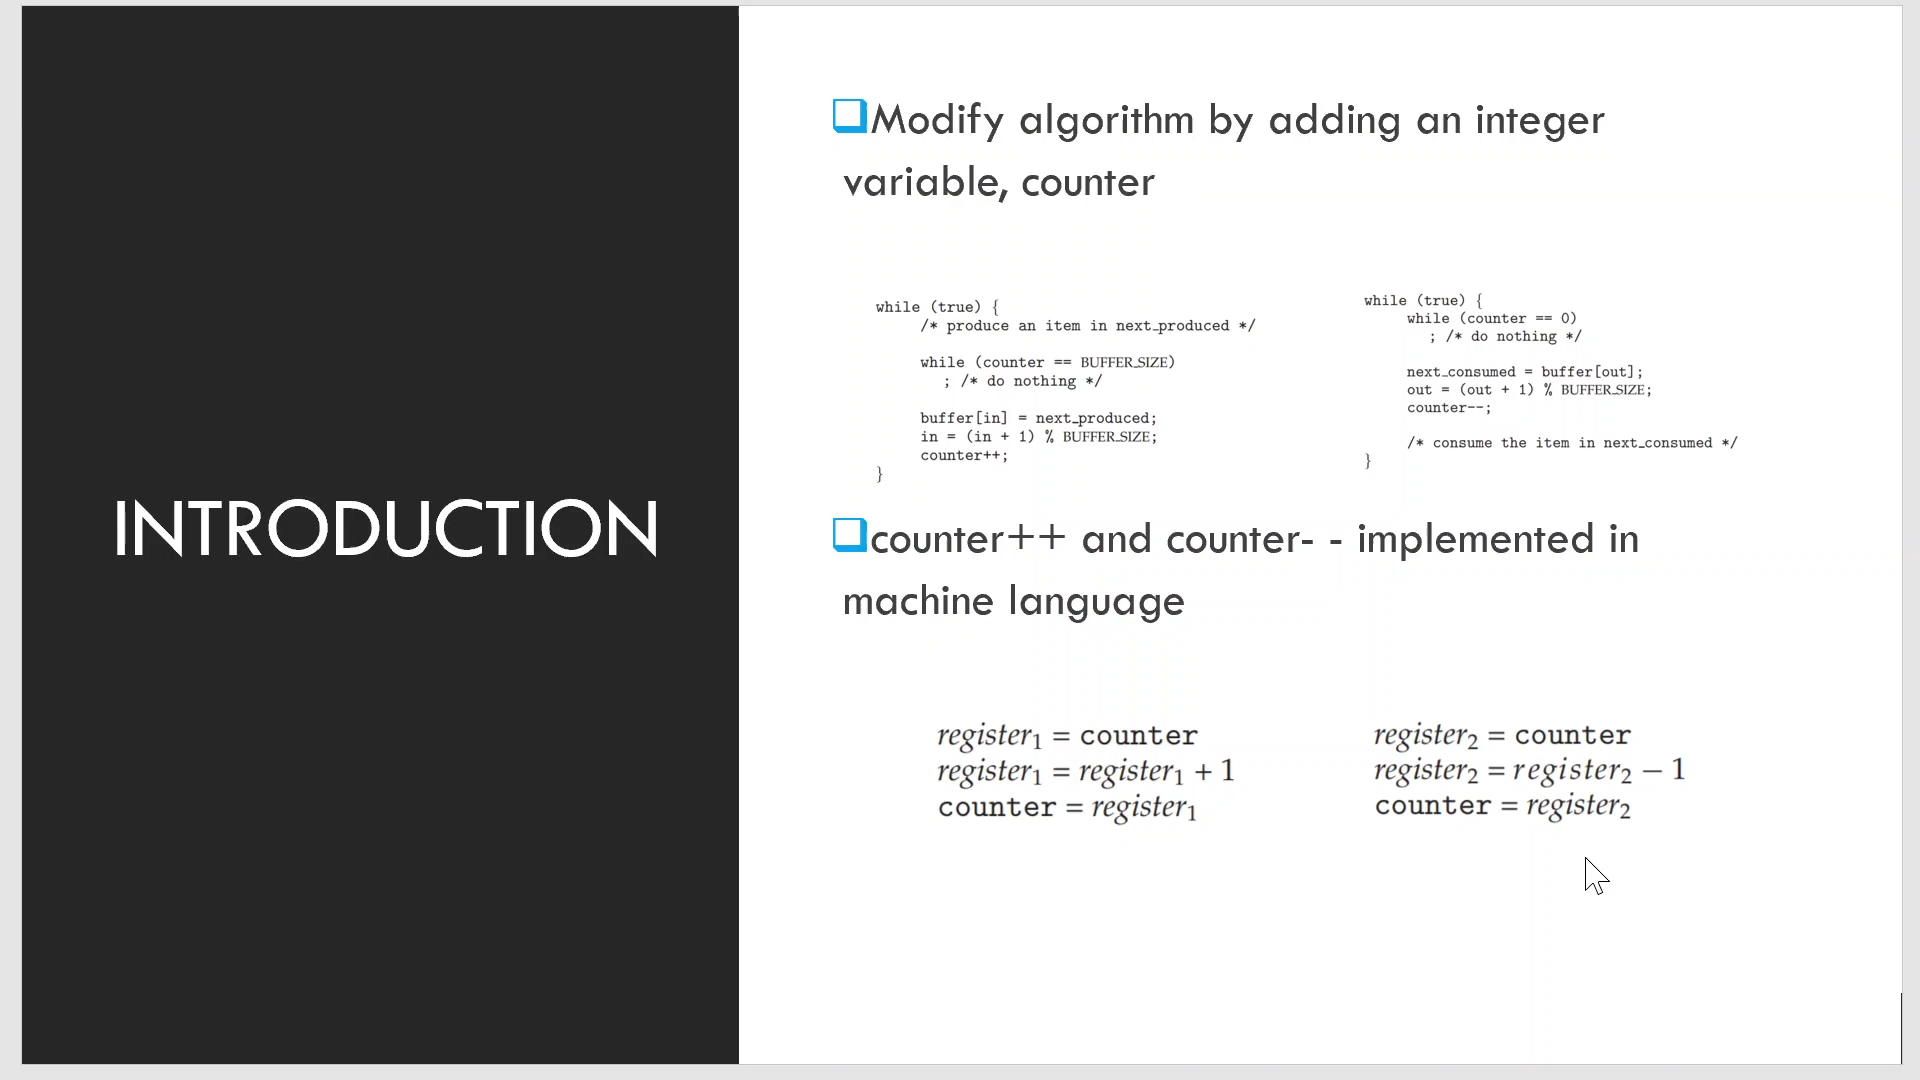 INTRODUCTION
Modify algorithm by adding an integer
variable, counter
while (true) {
/* produce an item in next_produced */
while (counter == BUFFER_SIZE)
; /* do nothing */
buffer[in] = next_produced;
in = (in + 1) % BUFFER_SIZE;
counter++;
}
while (true) {
while (counter == 0)
; /* do nothing */
next_consumed = buffer[out];
out = (out + 1) % BUFFER_SIZE;
counter--;
/* consume the item in next_consumed */
}
counter++ and counter- - implemented in
machine language
register₁ = counter
register₁ = register₁ + 1
counter = register₁
register₂ = counter
register₂ = register₂ − 1
counter = register₂